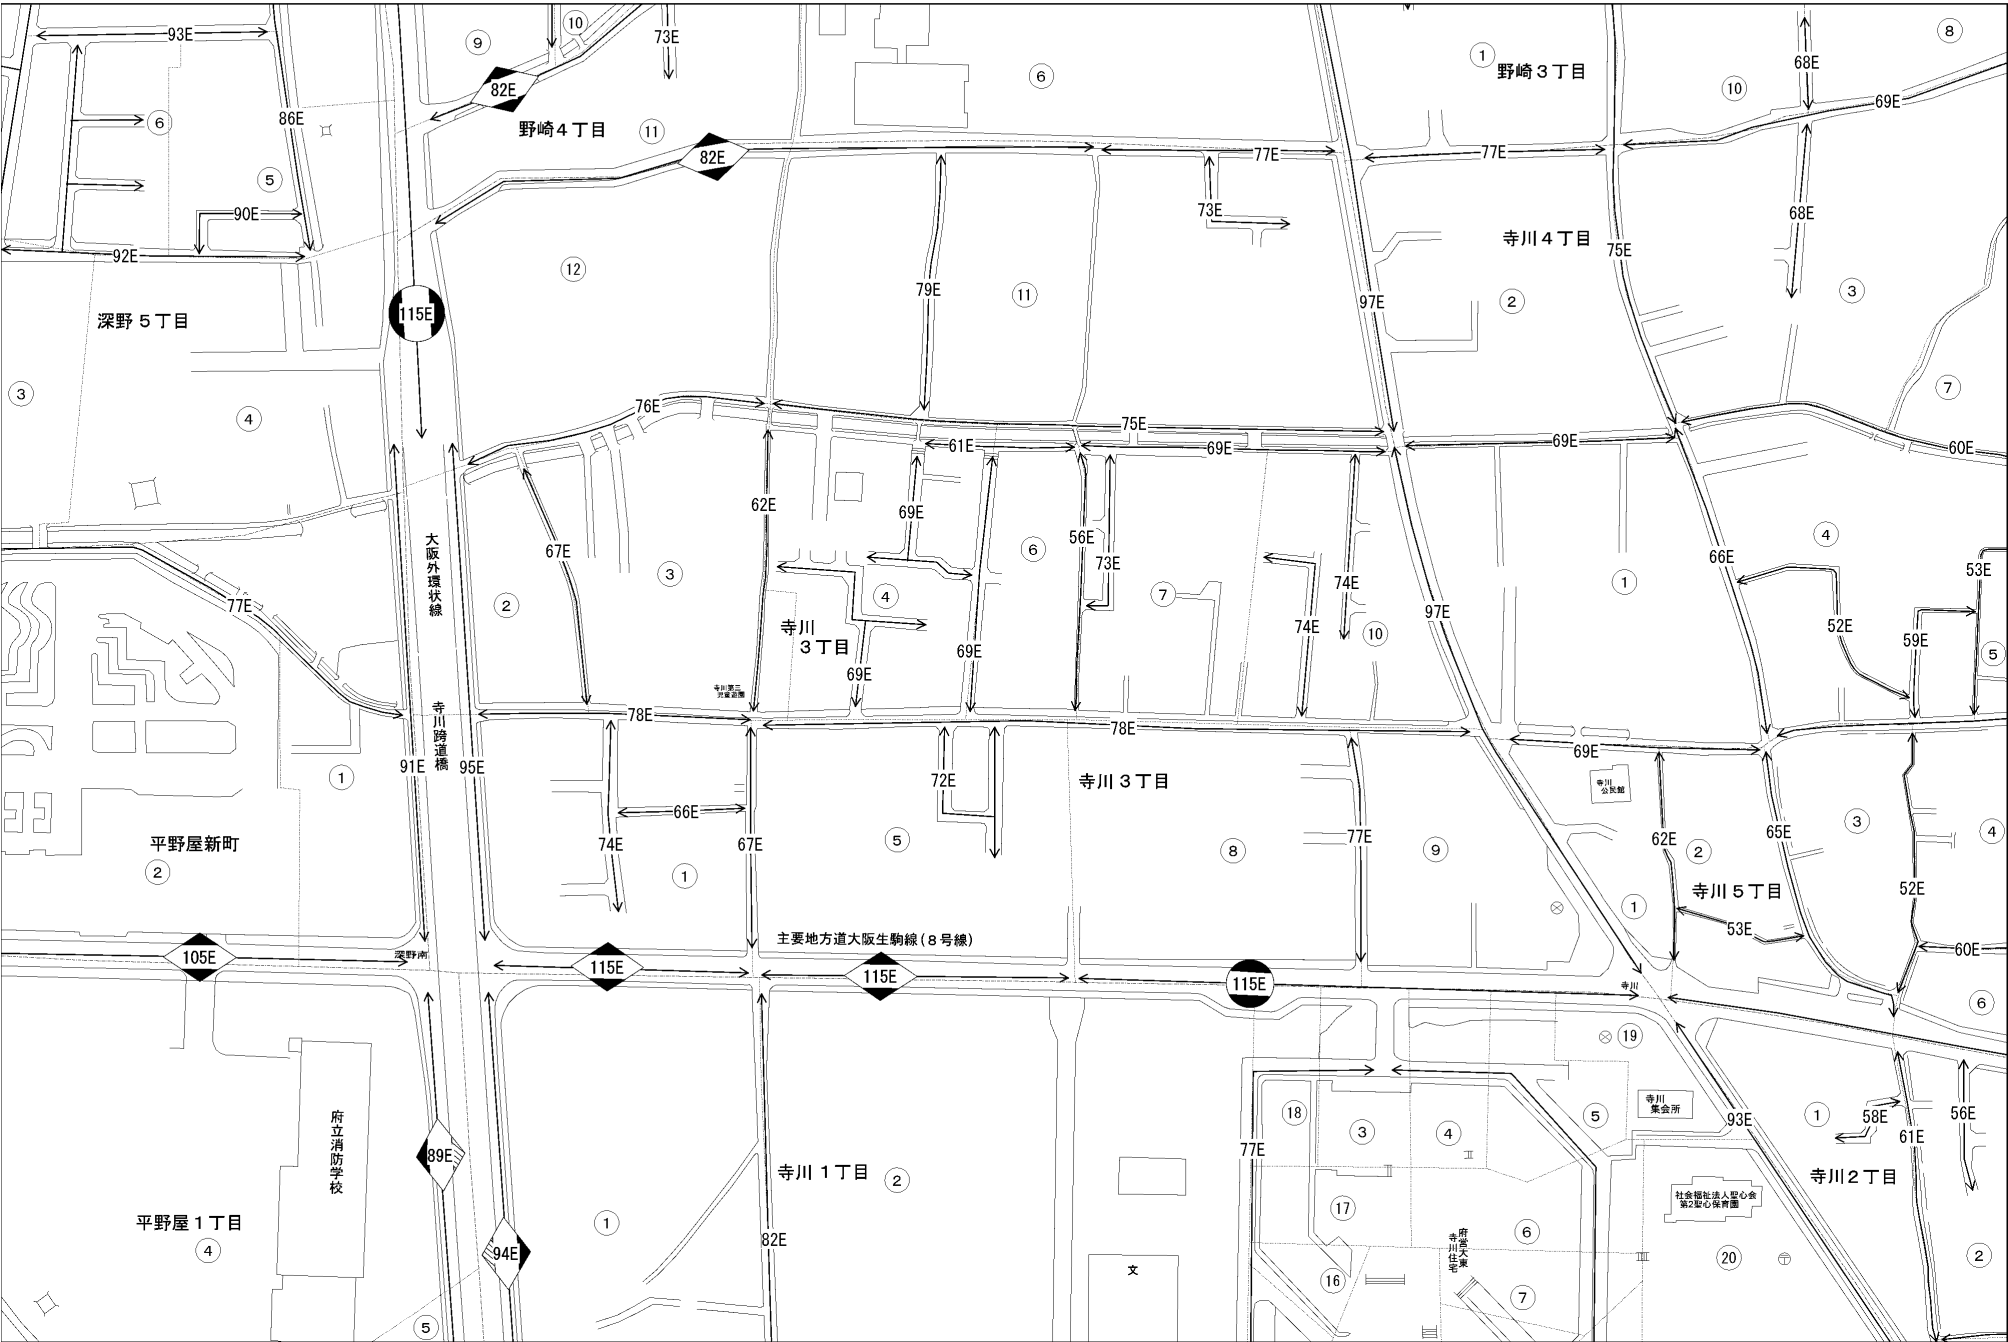 93E
9
10
73E
1
野崎3丁目
8
68E
82E
6
10
69E
6
86E
野崎4丁目
11
82E
77E
77E
5
90E
73E
68E
92E
寺川4丁目
75E
12
79E
11
97E
2
3
深野5丁目
115E
3
4
76E
75E
7
61E
69E
69E
60E
62E
69E
67E
大阪外環状線
6
56E
73E
74E
66E
4
53E
3
4
7
1
77E
2
97E
52E
寺川
3丁目
74E
10
59E
5
69E
69E
寺川第三
児童遊園
78E
78E
寺川跨道橋
69E
91E
95E
1
72E
寺川3丁目
寺川
公民館
66E
65E
3
4
平野屋新町
2
74E
67E
5
8
77E
9
62E
2
1
1
寺川5丁目
52E
53E
主要地方道大阪生駒線(8号線)
60E
深野南
105E
115E
115E
115E
寺川
6
19
18
3
4
5
寺川
集会所
93E
1
58E
56E
61E
府立消防学校
89E
77E
寺川1丁目
2
寺川2丁目
社会福祉法人聖心会
第2聖心保育園
平野屋1丁目
4
1
82E
94E
17
6
府営大東
寺川住宅
20
2
文
16
7
5